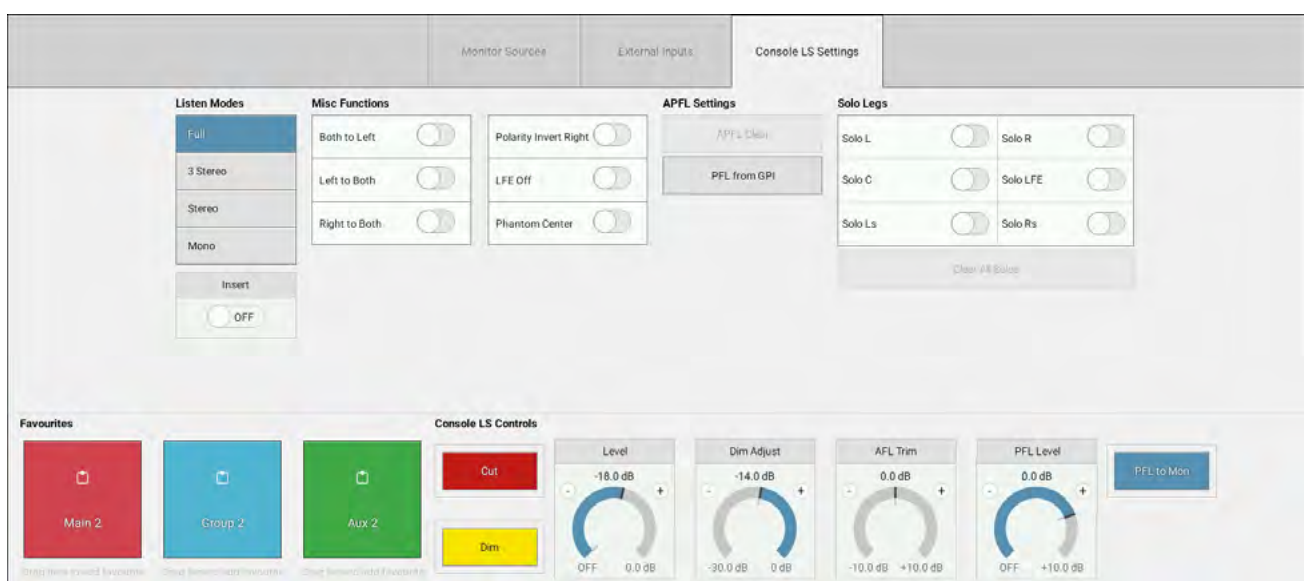 Monitor Sources
External Inputs
Console LS Settings
Listen Modes
Full
3 Stereo
Stereo
Mono
Insert
OFF
Misc Functions
Both to Left
Polarity Invert Right
Left to Both
LFE Off
Right to Both
Phantom Center
APFL Settings
APFL Clear
PFL from GPI
Solo Legs
Solo L
Solo R
Solo C
Solo LFE
Solo Ls
Solo Rs
Clear All Solos
Favourites
Main 2
Group 2
Aux 2
Console LS Controls
Cut
Dim
Level
-18.0 dB
- +
OFF 0.0 dB
Dim Adjust
-14.0 dB
- +
-30.0 dB 0 dB
AFL Trim
0.0 dB
- +
-10.0 dB +10.0 dB
PFL Level
0.0 dB
- +
OFF +10.0 dB
PFL to Mon